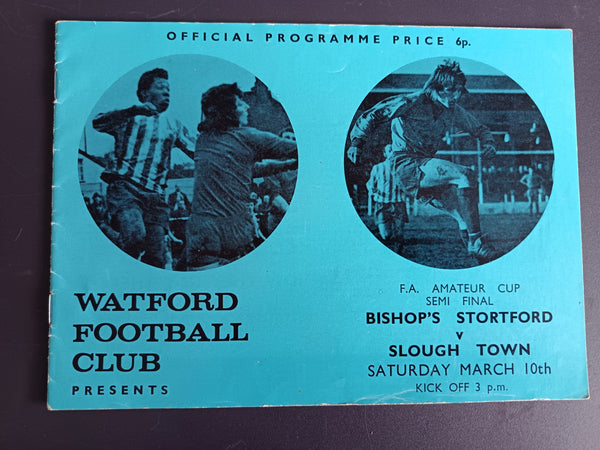 OFFICIAL PROGRAMME PRICE 6p.
WATFORD
FOOTBALL
CLUB
PRESENTS
F.A. AMATEUR CUP
SEMI FINAL
BISHOP'S STORTFORD
v
SLOUGH TOWN
SATURDAY MARCH 10th
KICK OFF 3 p.m.